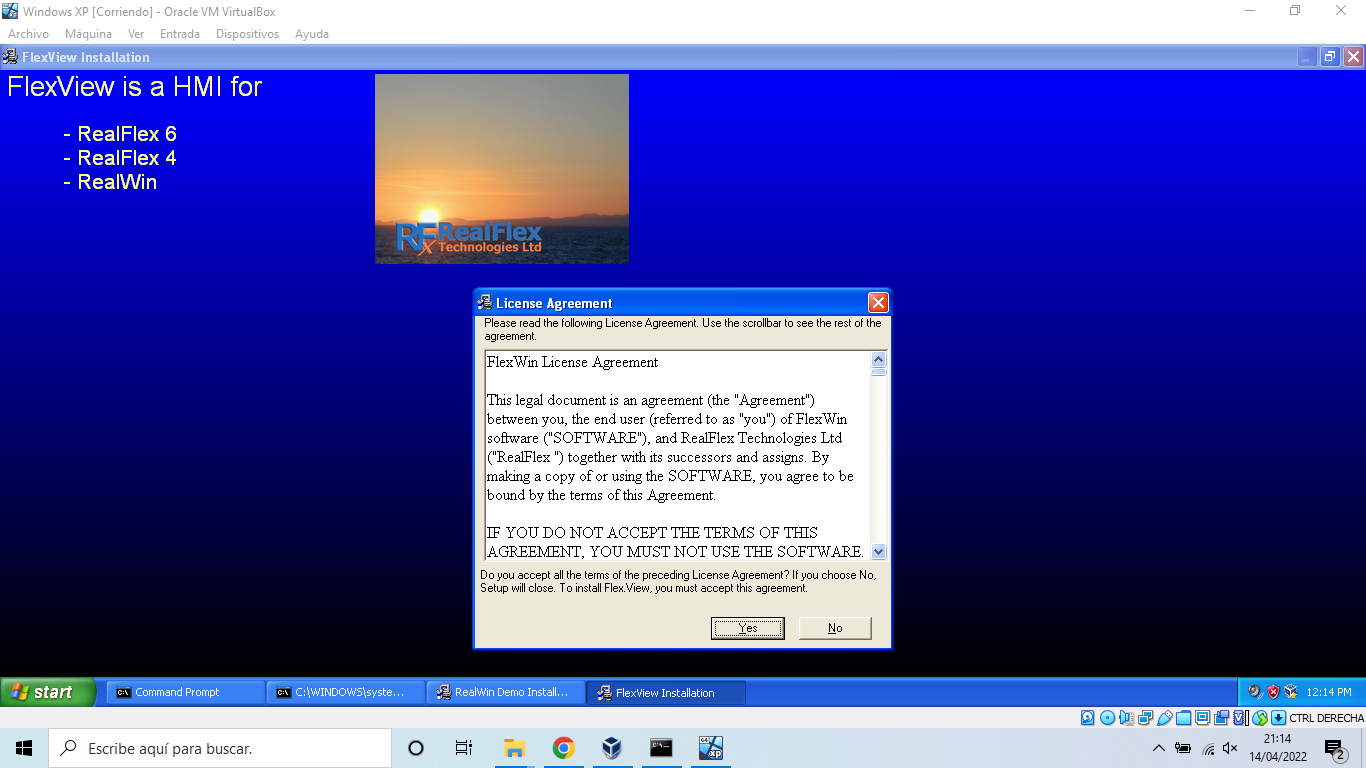 Windows XP [Corriendo] - Oracle VM VirtualBox
Archivo Máquina Ver Entrada Dispositivos Ayuda
FlexView Installation
FlexView is a HMI for
- RealFlex 6
- RealFlex 4
- RealWin
RFx RealFlex
Technologies Ltd
License Agreement
Please read the following License Agreement. Use the scrollbar to see the rest of the
agreement.
FlexWin License Agreement
This legal document is an agreement (the "Agreement")
between you, the end user (referred to as "you") of FlexWin
software ("SOFTWARE"), and RealFlex Technologies Ltd
("RealFlex ") together with its successors and assigns. By
making a copy of or using the SOFTWARE, you agree to be
bound by the terms of this Agreement.
IF YOU DO NOT ACCEPT THE TERMS OF THIS
AGREEMENT, YOU MUST NOT USE THE SOFTWARE.
Do you accept all the terms of the preceding License Agreement? If you choose No,
Setup will close. To install Flex.View, you must accept this agreement.
Yes No
start Command Prompt C:\WINDOWS\syste... RealWin Demo Install... FlexView Installation 12:14 PM
CTRL DERECHA
Escribe aquí para buscar.
21:14
14/04/2022
2